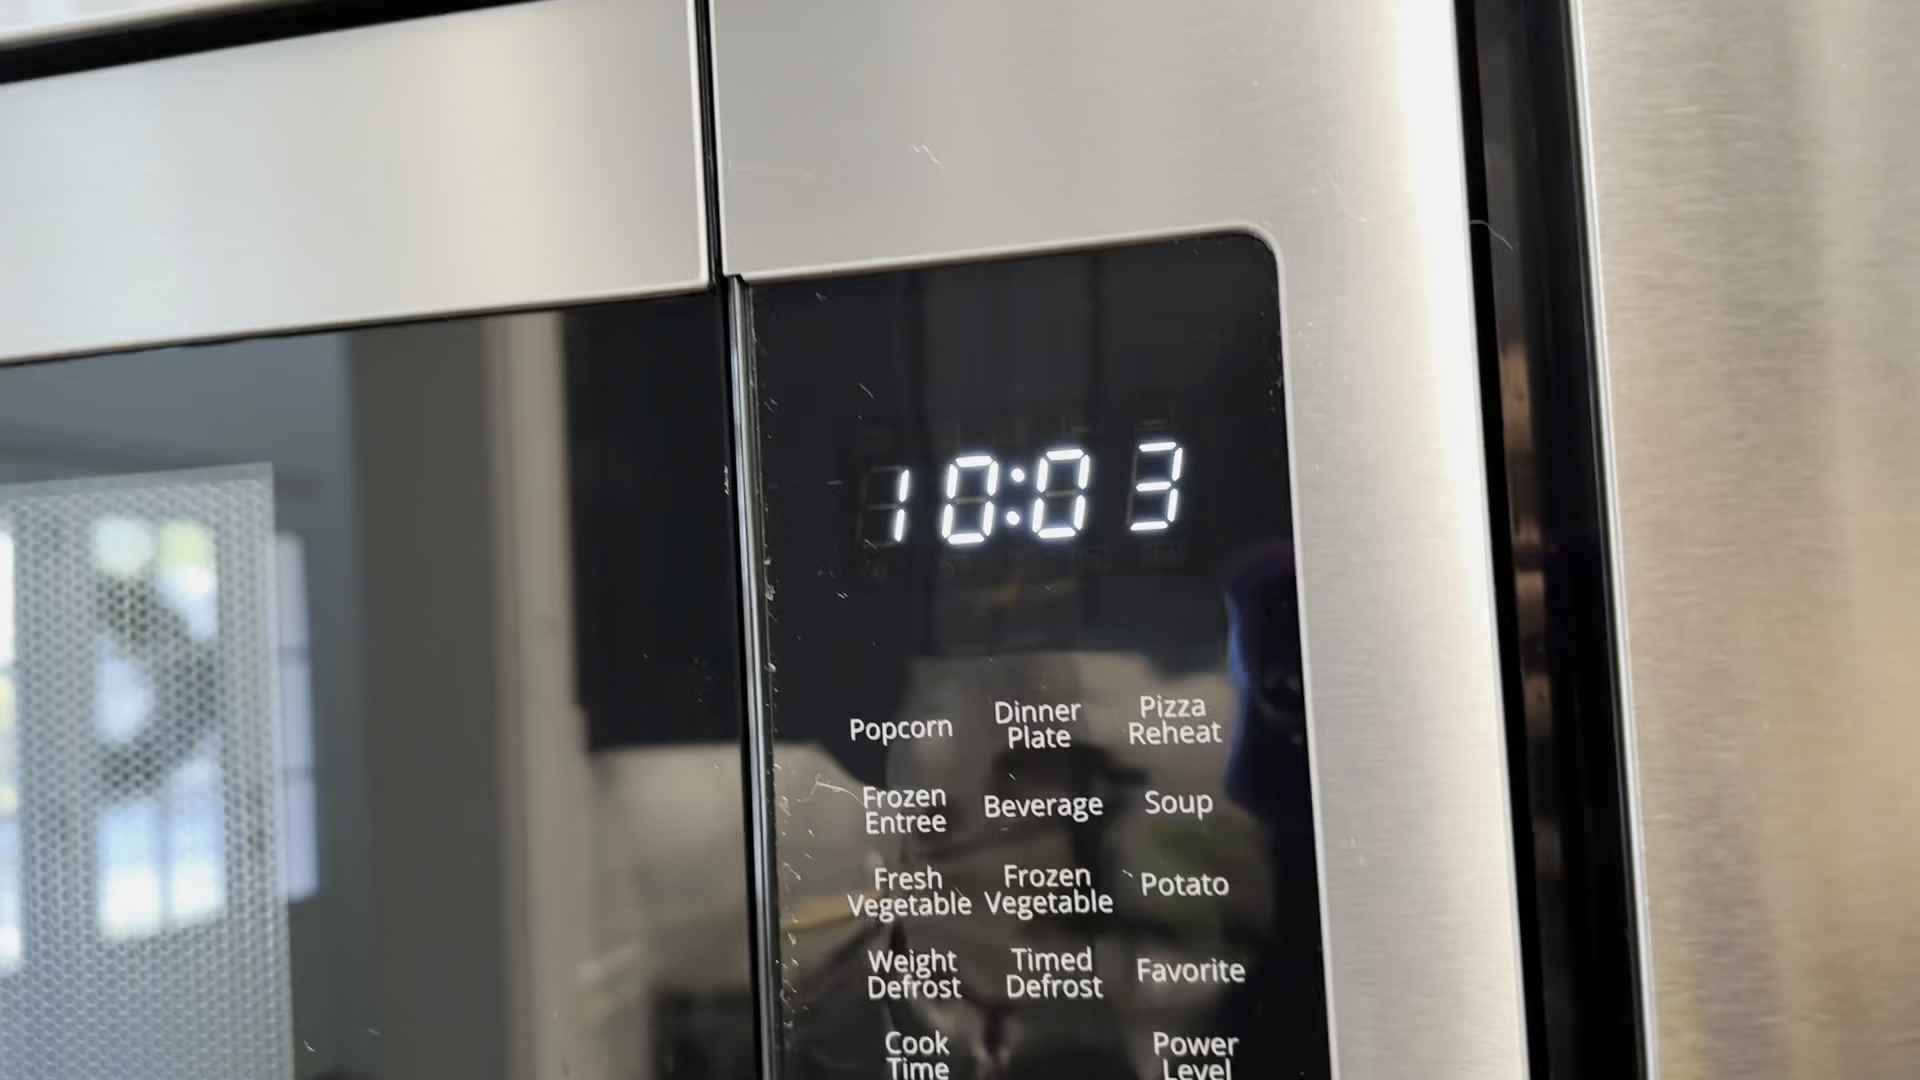 10:03
Popcorn
Dinner
Plate
Pizza
Reheat
Frozen
Entree
Beverage
Soup
Fresh
Vegetable
Frozen
Vegetable
Potato
Weight
Defrost
Timed
Defrost
Favorite
Cook
Time
Power
Level